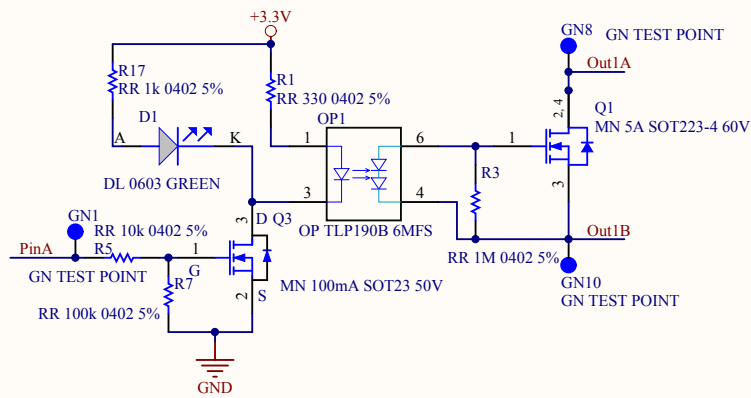 +3.3V
GN8
GN TEST POINT
Out1A
R17
RR 1k 0402 5%
R1
RR 330 0402 5%
D1
A
K
DL 0603 GREEN
OP1
1
6
3
4
OP TLP190B 6MFS
2, 4
Q1
MN 5A SOT223-4 60V
1
3
R3
RR 1M 0402 5%
Out1B
GN10
GN TEST POINT
GN1
RR 10k 0402 5%
PinA
R5
GN TEST POINT
R7
RR 100k 0402 5%
3
D
Q3
1
G
2
S
MN 100mA SOT23 50V
GND